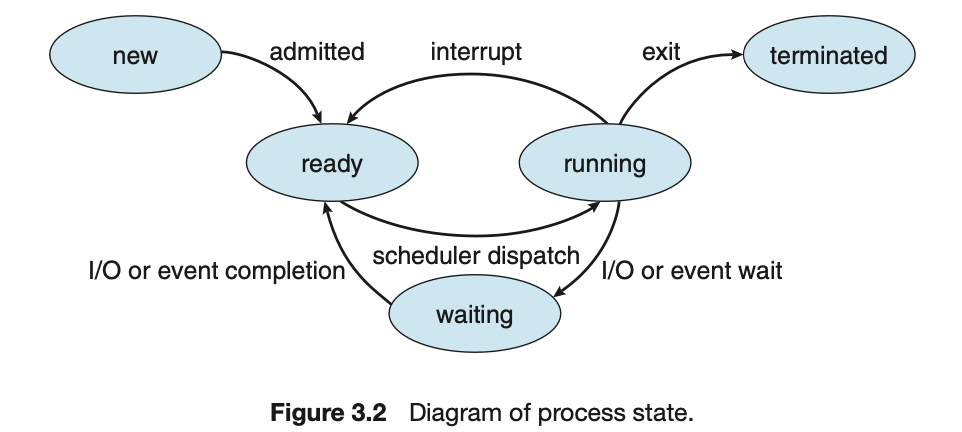 new
admitted
interrupt
exit
terminated
ready
running
scheduler dispatch
I/O or event completion
I/O or event wait
waiting
Figure 3.2 Diagram of process state.